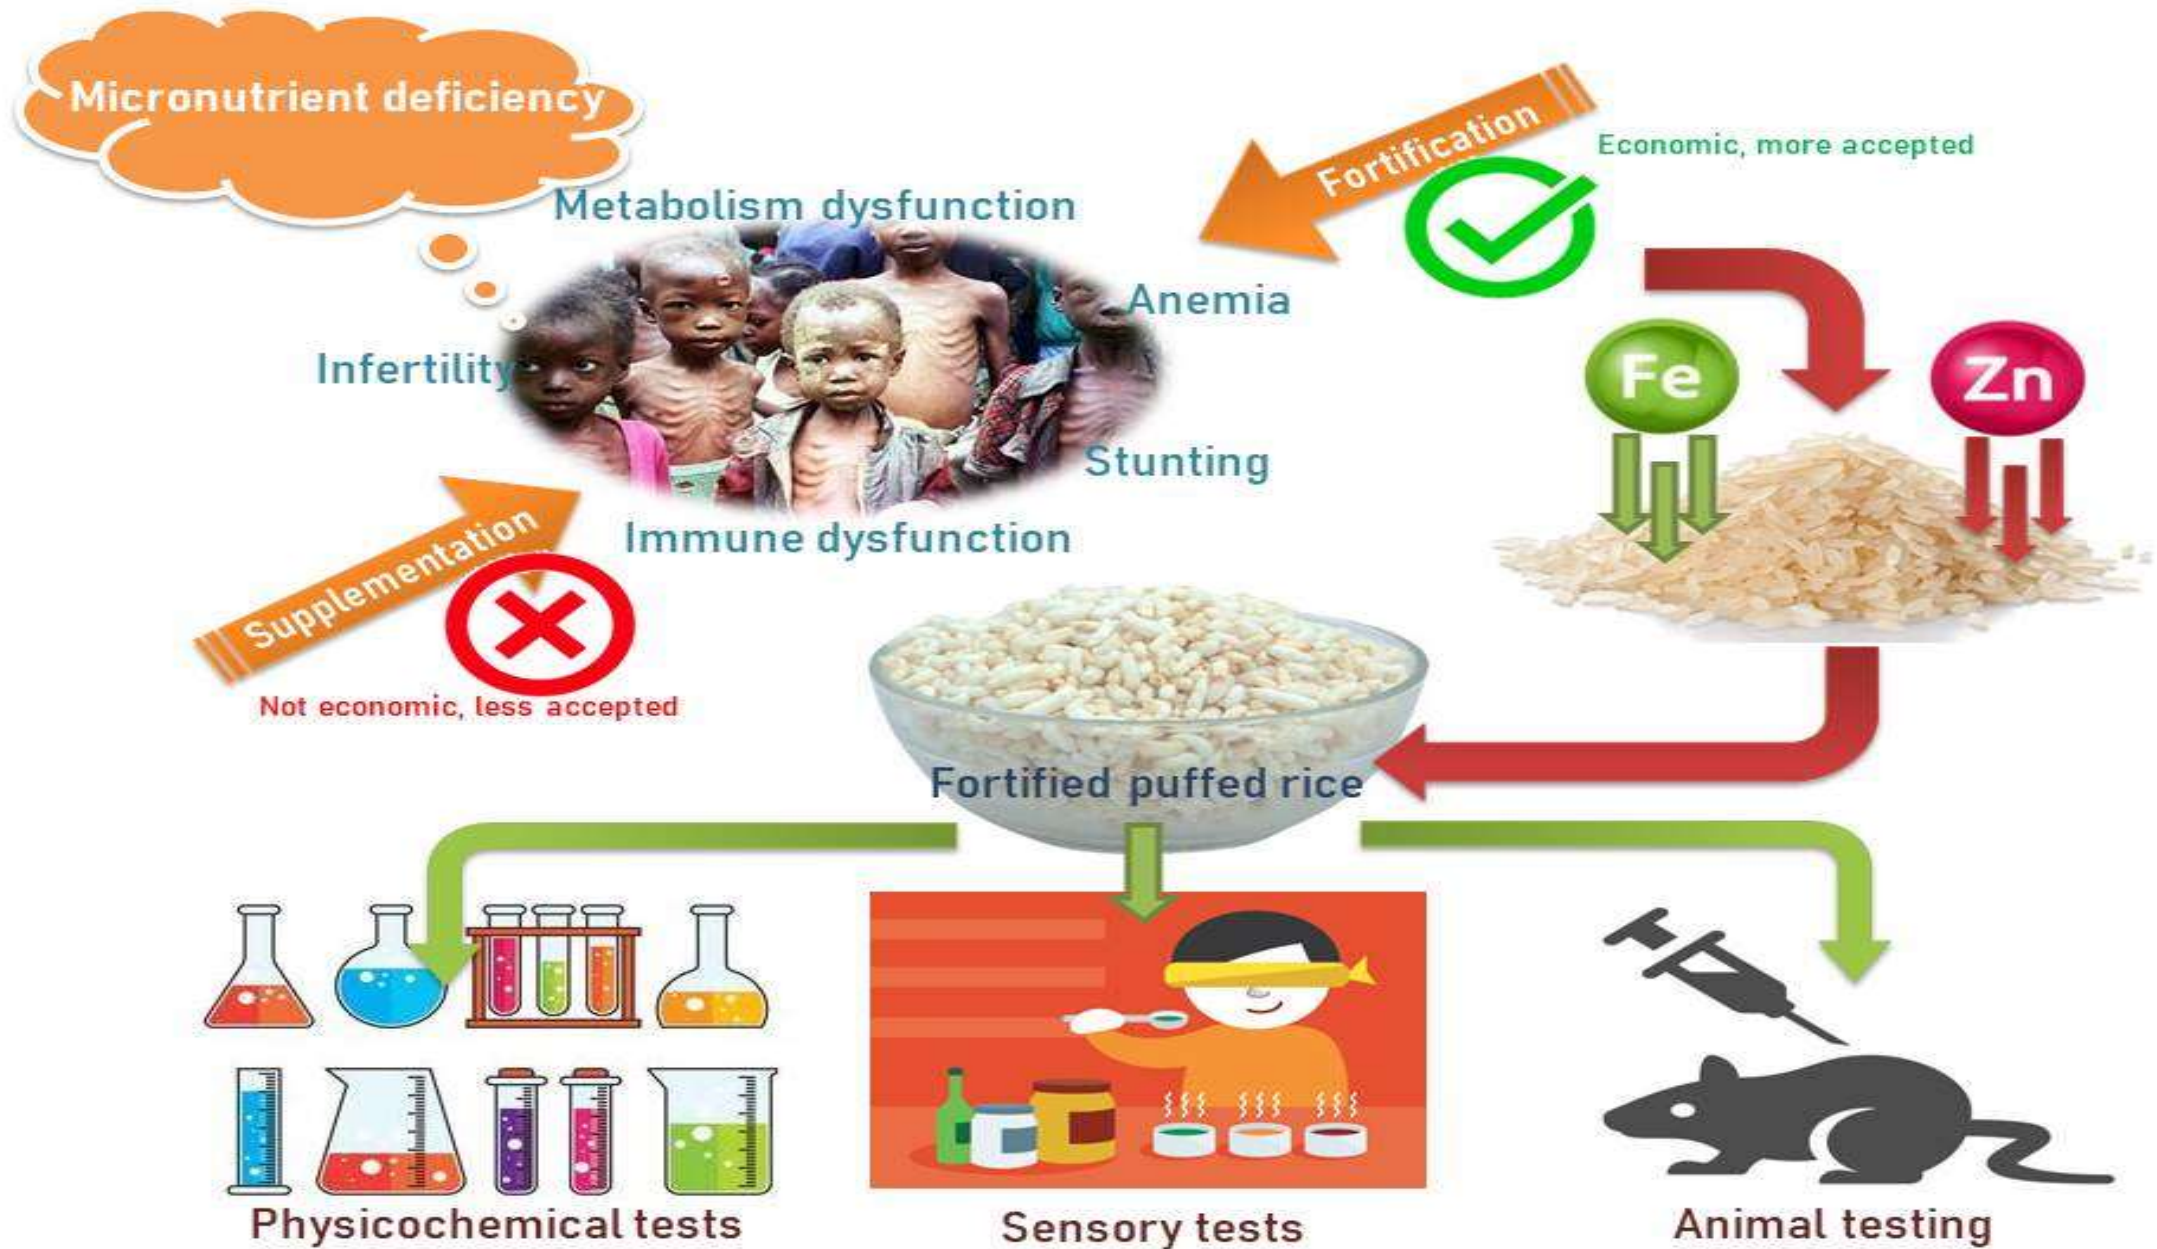 Micronutrient deficiency
Fortification
Economic, more accepted
Metabolism dysfunction
Anemia
Infertility
Stunting
Immune dysfunction
Supplementation
Not economic, less accepted
Fe
Zn
Fortified puffed rice
Physicochemical tests
Sensory tests
Animal testing